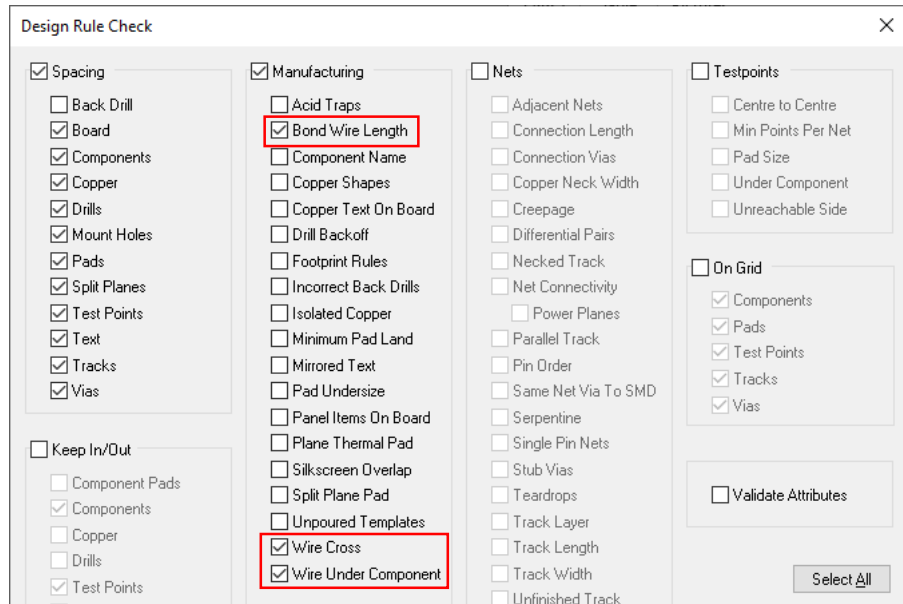 Design Rule Check
Spacing
Back Drill
Board
Components
Copper
Drills
Mount Holes
Pads
Split Planes
Test Points
Text
Tracks
Vias
Keep In/Out
Component Pads
Components
Copper
Drills
Test Points
Manufacturing
Acid Traps
Bond Wire Length
Component Name
Copper Shapes
Copper Text On Board
Drill Backoff
Footprint Rules
Incorrect Back Drills
Isolated Copper
Minimum Pad Land
Mirrored Text
Pad Undersize
Panel Items On Board
Plane Thermal Pad
Silkscreen Overlap
Split Plane Pad
Unpoured Templates
Wire Cross
Wire Under Component
Nets
Adjacent Nets
Connection Length
Connection Vias
Copper Neck Width
Creepage
Differential Pairs
Necked Track
Net Connectivity
Power Planes
Parallel Track
Pin Order
Same Net Via To SMD
Serpentine
Single Pin Nets
Stub Vias
Teardrops
Track Layer
Track Length
Track Width
Unfinished Track
Testpoints
Centre to Centre
Min Points Per Net
Pad Size
Under Component
Unreachable Side
On Grid
Components
Pads
Test Points
Tracks
Vias
Validate Attributes
Select All